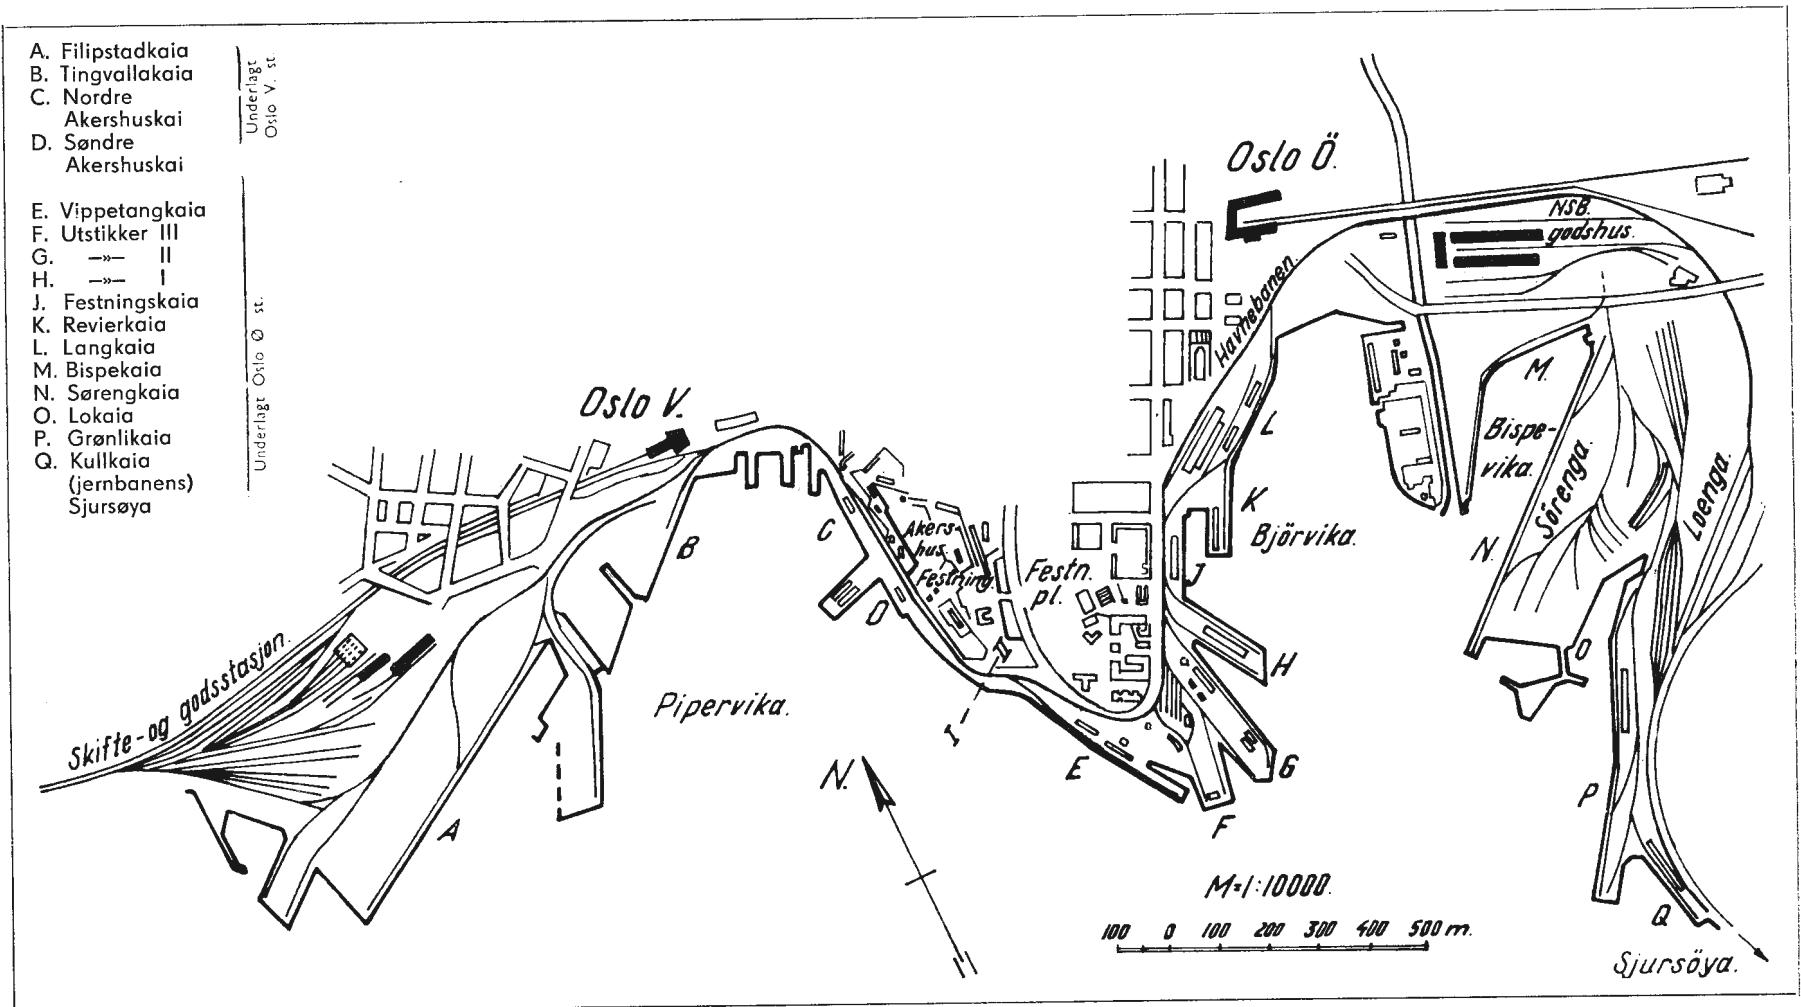 A. Filipstadkaia
B. Tingvallakaia
C. Nordre
Akershuskai
D. Søndre
Akershuskai
Underlagt
Oslo V. st.
E. Vippetangkaia
F. Utstikker III
G. —»— II
H. —»— I
J. Festningskaia
K. Revierkaia
L. Langkaia
M. Bispekaia
N. Sørengkaia
O. Lokaia
P. Grønlikaia
Q. Kullkaia
(jernbanens)
Sjursøya
Underlagt Oslo Ø st.
Oslo Ö.
NSB.
godshus.
Havnebanen.
Oslo V.
M.
L
Bispe-
vika.
Sörenga.
Loenga.
K
Björvika.
N.
C
B
Akers-
hus.
Festning.
Festn.
pl.
J
O
H
II
I
Skifte-og godsstasjon.
Pipervika.
E
G
F
P
A
N.
M=1:10000.
100 0 100 200 300 400 500 m.
Q
Sjursöya.